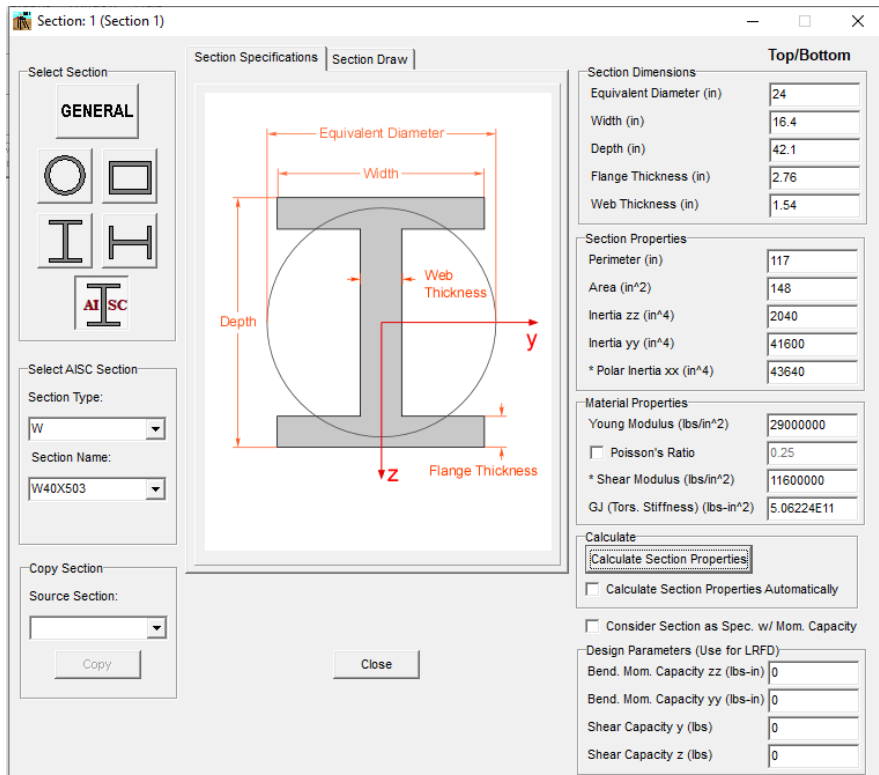 Section: 1 (Section 1)
Select Section
GENERAL
AISC
Select AISC Section
Section Type:
W
Section Name:
W40X503
Copy Section
Source Section:
Copy
Section Specifications
Section Draw
Equivalent Diameter
Width
Web
Thickness
Depth
y
z
Flange Thickness
Close
Top/Bottom
Section Dimensions
Equivalent Diameter (in) 24
Width (in) 16.4
Depth (in) 42.1
Flange Thickness (in) 2.76
Web Thickness (in) 1.54
Section Properties
Perimeter (in) 117
Area (in^2) 148
Inertia zz (in^4) 2040
Inertia yy (in^4) 41600
* Polar Inertia xx (in^4) 43640
Material Properties
Young Modulus (lbs/in^2) 29000000
Poisson's Ratio 0.25
* Shear Modulus (lbs/in^2) 11600000
GJ (Tors. Stiffness) (lbs-in^2) 5.06224E11
Calculate
Calculate Section Properties
Calculate Section Properties Automatically
Consider Section as Spec. w/ Mom. Capacity
Design Parameters (Use for LRFD)
Bend. Mom. Capacity zz (lbs-in) 0
Bend. Mom. Capacity yy (lbs-in) 0
Shear Capacity y (lbs) 0
Shear Capacity z (lbs) 0